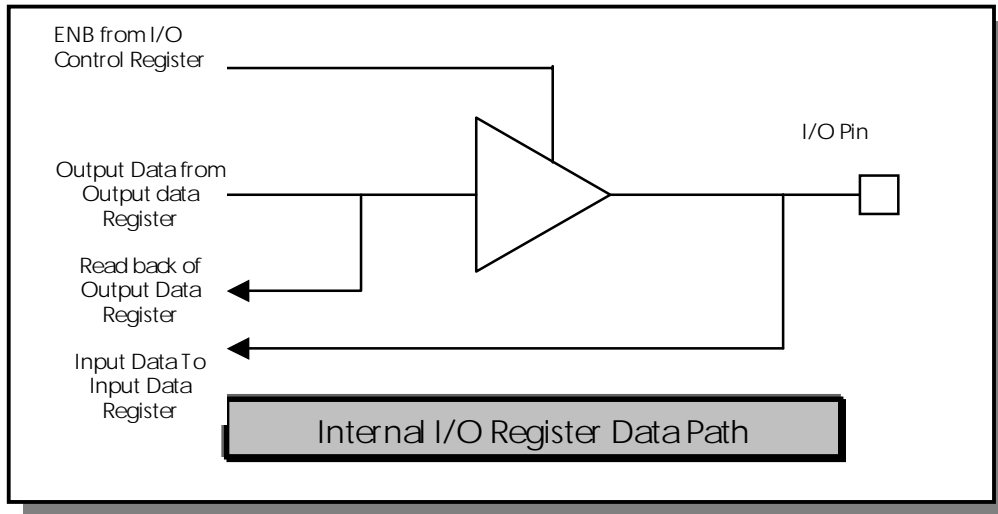 ENB from I/O
Control Register
I/O Pin
Output Data from
Output data
Register
Read back of
Output Data
Register
Input Data To
Input Data
Register
Internal I/O Register Data Path